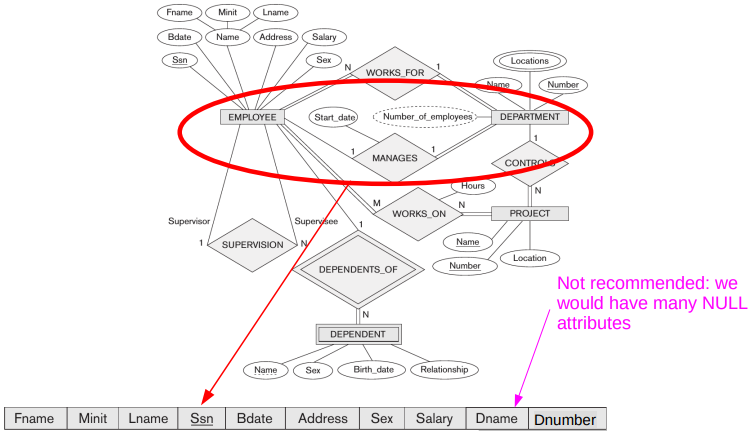 Fname Minit Lname
Bdate Name Address Salary
Ssn Sex
N WORKS_FOR 1
Locations
Name Number
EMPLOYEE
Start_date
Number_of_employees
DEPARTMENT
1 MANAGES 1
1
CONTROLS
N
Hours
M WORKS_ON N
PROJECT
Supervisor Supervisee
1 SUPERVISION N
1
Name
Number
Location
DEPENDENTS_OF
N
DEPENDENT
Name Sex Birth_date Relationship
Not recommended: we
would have many NULL
attributes
Fname Minit Lname Ssn Bdate Address Sex Salary Dname Dnumber